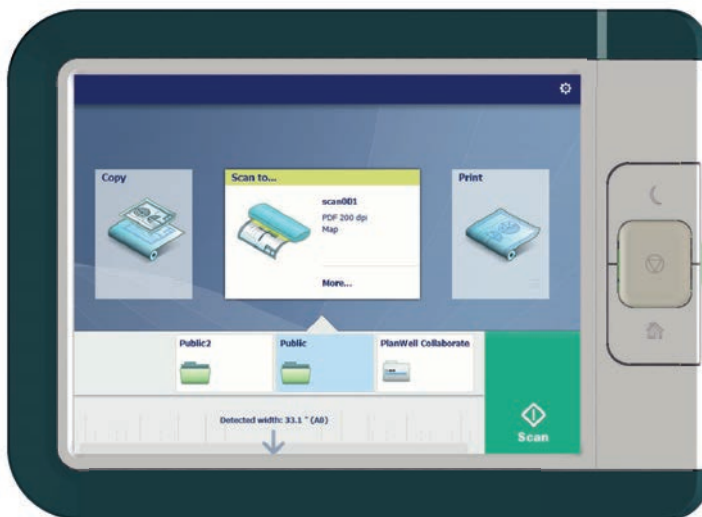 Copy
Scan to...
scan001
PDF 200 dpi
Map
More...
Print
Public2
Public
PlanWell Collaborate
Detected width: 33.1 " (A0)
Scan